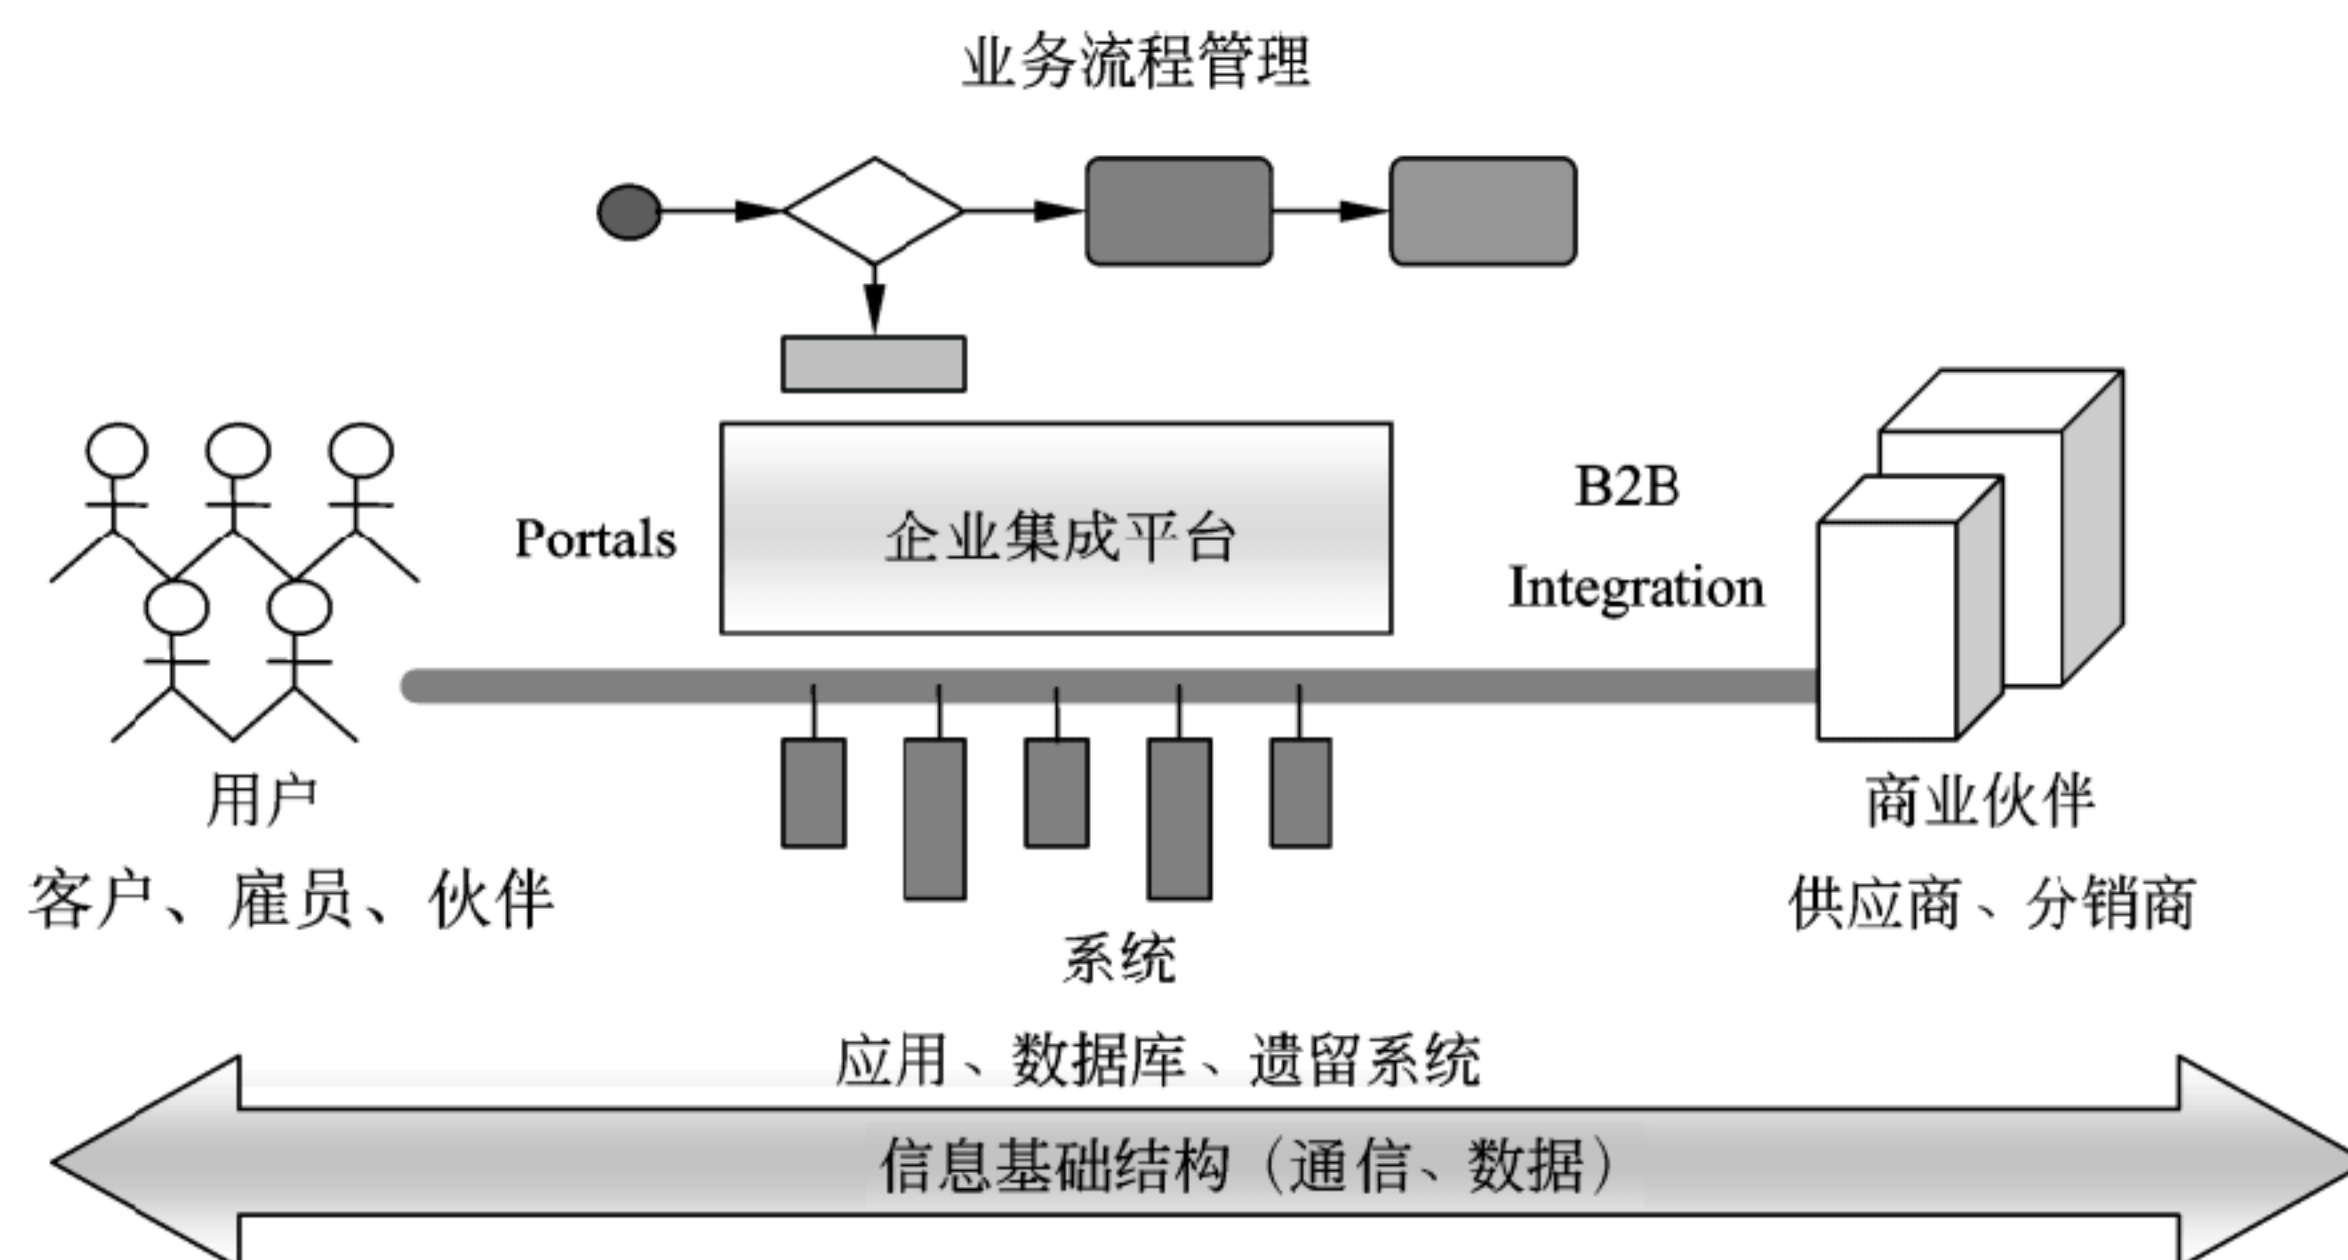 业务流程管理
Portals
企业集成平台
B2B
Integration
用户
客户、雇员、伙伴
商业伙伴
供应商、分销商
系统
应用、数据库、遗留系统
信息基础结构（通信、数据）